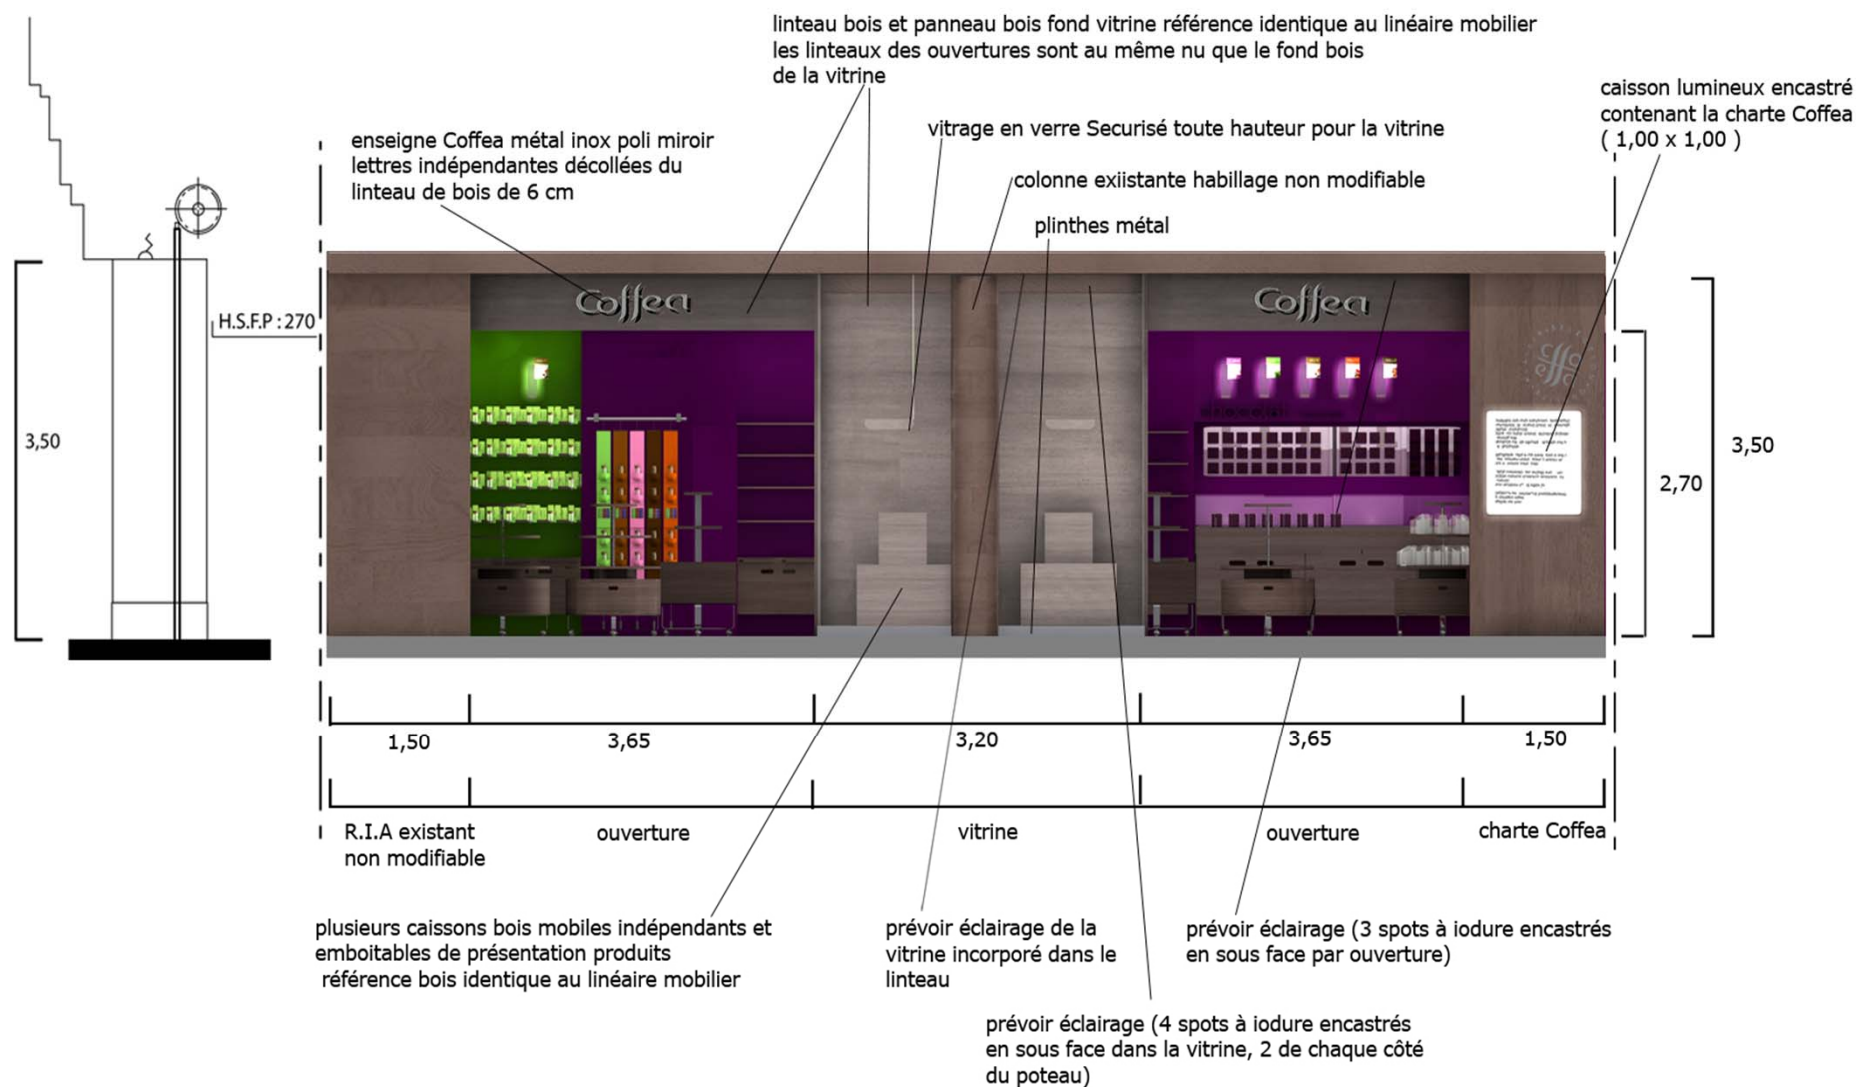 linteau bois et panneau bois fond vitrine référence identique au linéaire mobilier
les linteaux des ouvertures sont au même nu que le fond bois
de la vitrine
caisson lumineux encastré
contenant la charte Coffea
( 1,00 x 1,00 )
enseigne Coffea métal inox poli miroir
lettres indépendantes décollées du
linteau de bois de 6 cm
vitrage en verre Securisé toute hauteur pour la vitrine
colonne exiistante habillage non modifiable
plinthes métal
H.S.F.P : 270
3,50
Coffea
Coffea
chocolat
2,70
3,50
1,50
3,65
3,20
3,65
1,50
R.I.A existant
non modifiable
ouverture
vitrine
ouverture
charte Coffea
plusieurs caissons bois mobiles indépendants et
emboitables de présentation produits
référence bois identique au linéaire mobilier
prévoir éclairage de la
vitrine incorporé dans le
linteau
prévoir éclairage (3 spots à iodure encastrés
en sous face par ouverture)
prévoir éclairage (4 spots à iodure encastrés
en sous face dans la vitrine, 2 de chaque côté
du poteau)